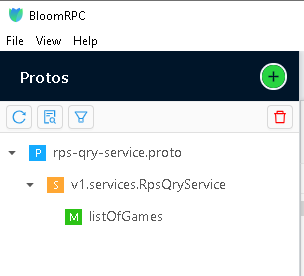 BloomRPC
File View Help
Protos
P rps-qry-service.proto
S v1.services.RpsQryService
M listOfGames